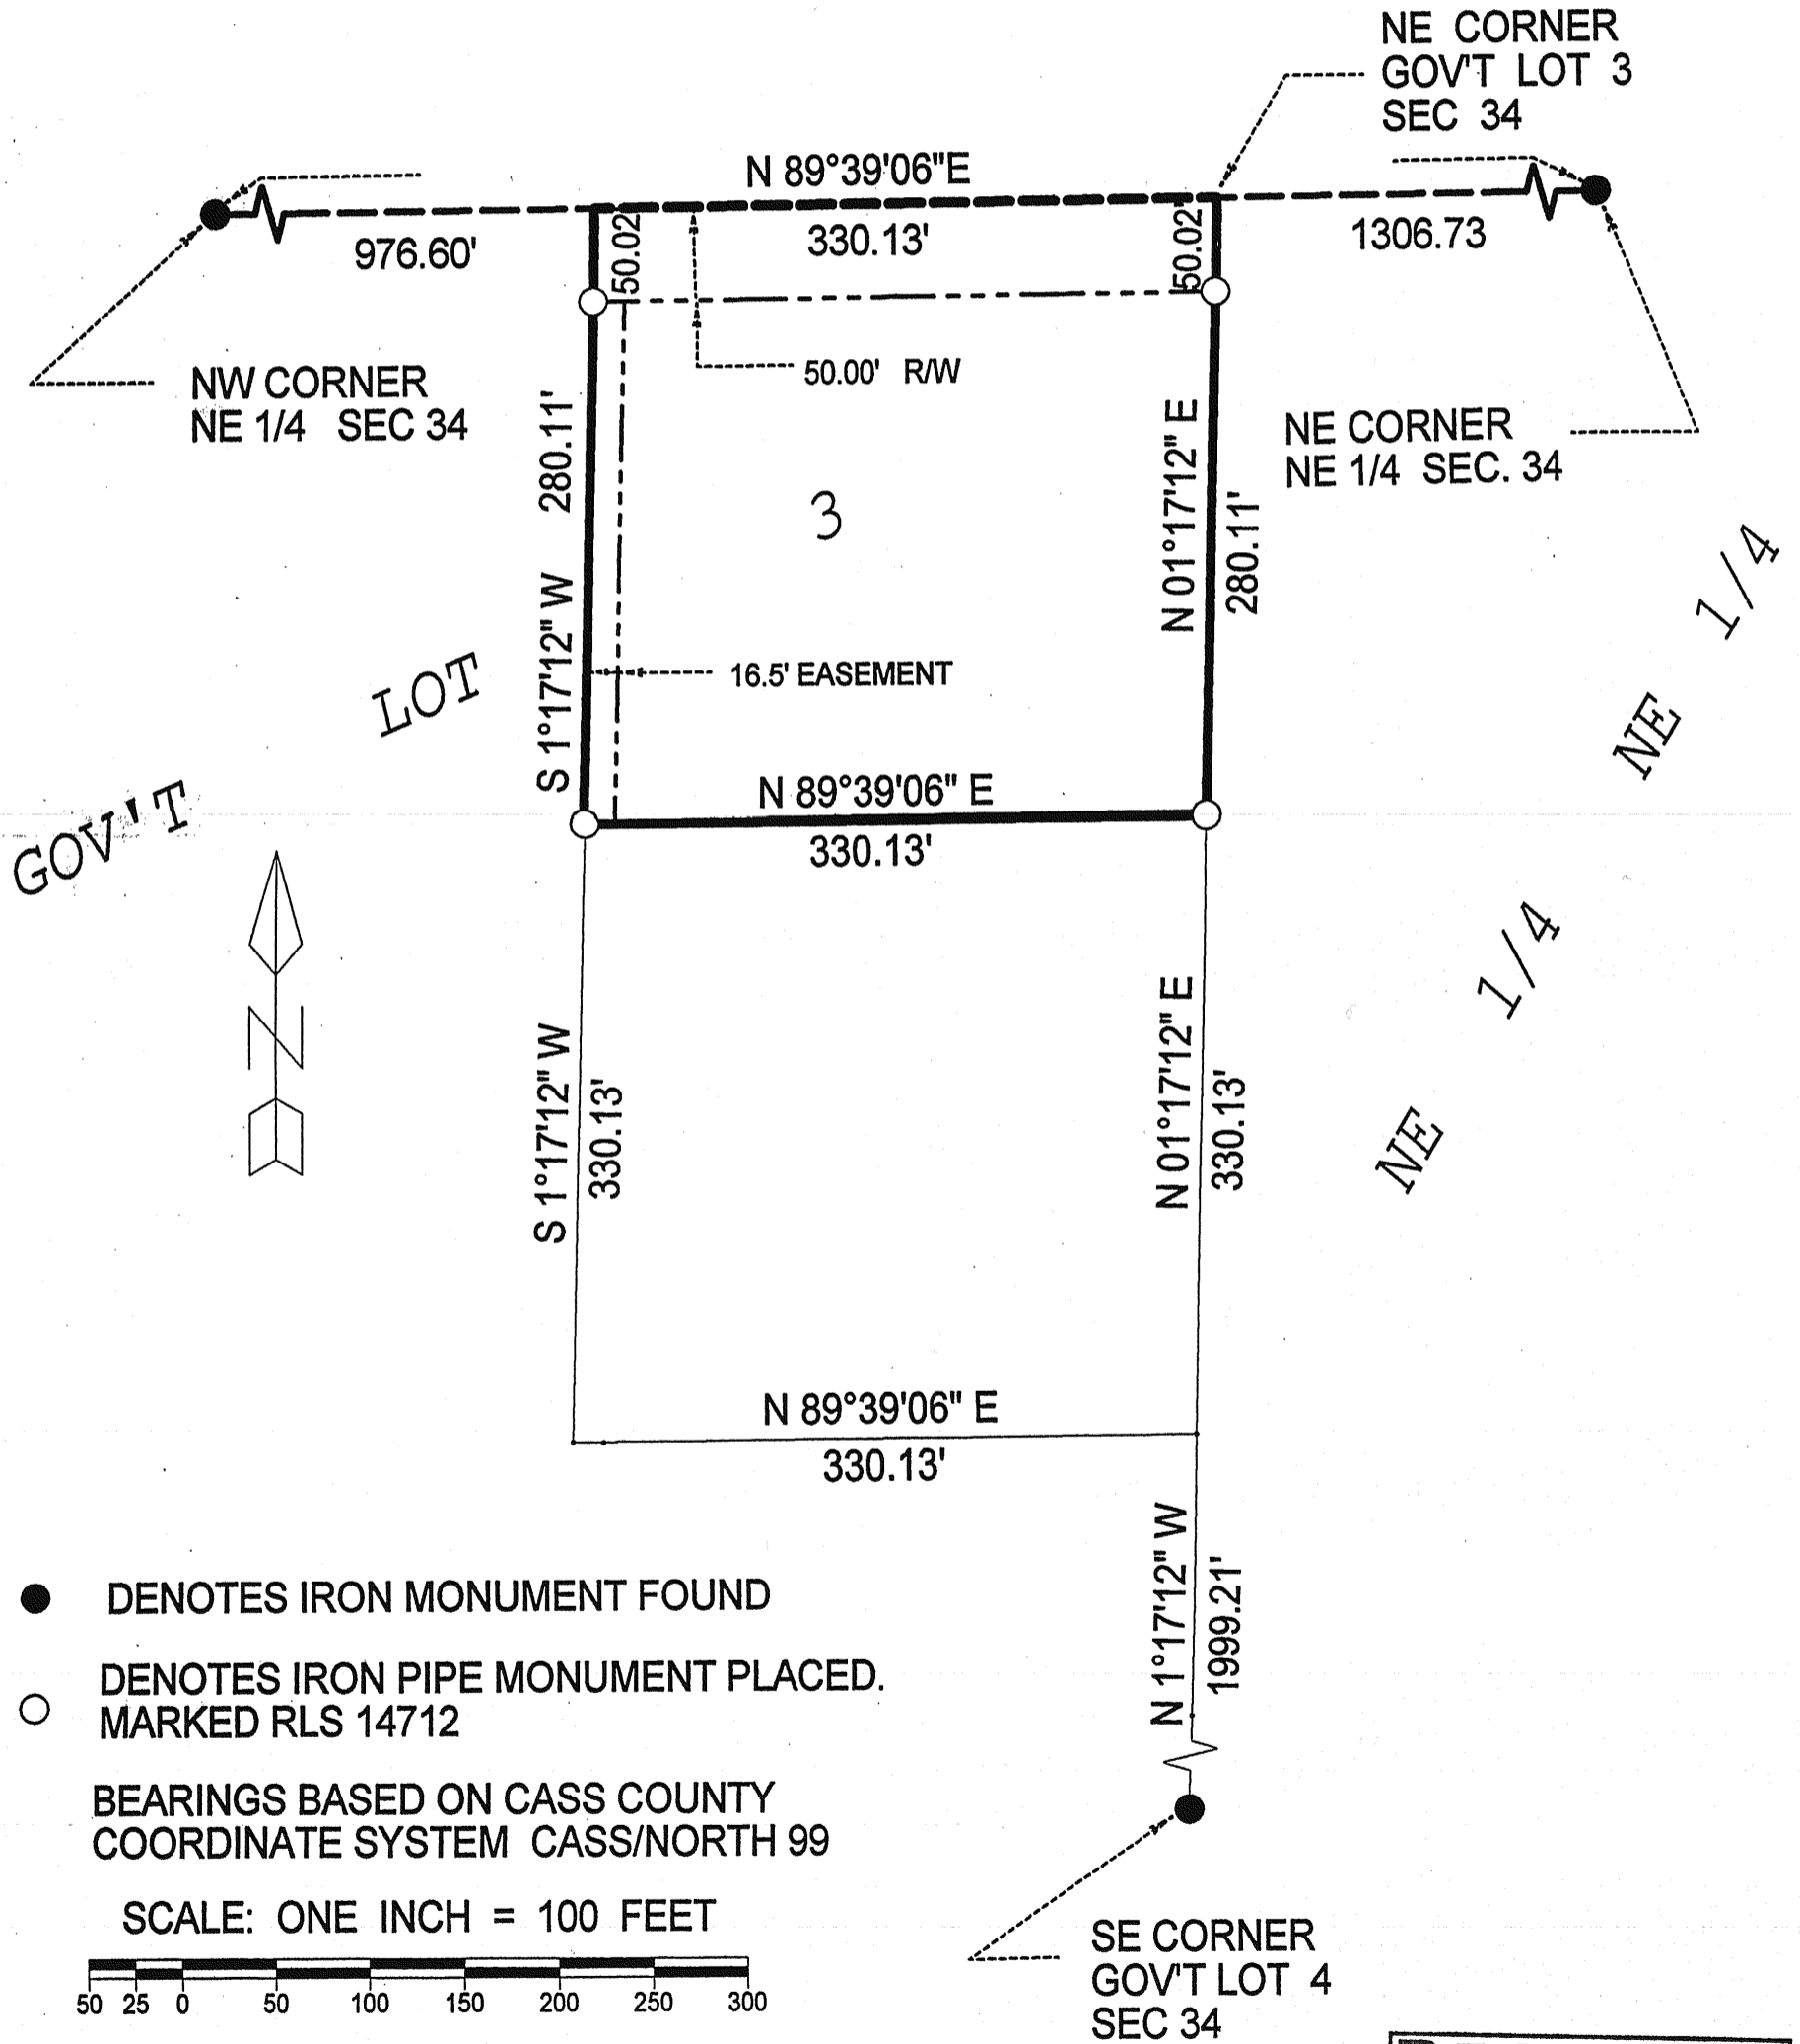 NE CORNER
GOV'T LOT 3
SEC 34
N 89°39'06"E
976.60'
50.02
330.13'
50.02'
1306.73
50.00' R/W
NW CORNER
NE 1/4 SEC 34
NE CORNER
NE 1/4 SEC. 34
S 1°17'12" W 280.11'
3
N 01°17'12" E
280.11'
16.5' EASEMENT
GOV'T LOT
NE 1/4
NE 1/4
N 89°39'06" E
330.13'
N
S 1°17'12" W
330.13'
N 01°17'12" E
330.13'
N 89°39'06" E
330.13'
N 1°17'12" W
1999.21'
DENOTES IRON MONUMENT FOUND
DENOTES IRON PIPE MONUMENT PLACED.
MARKED RLS 14712
BEARINGS BASED ON CASS COUNTY
COORDINATE SYSTEM CASS/NORTH 99
SCALE: ONE INCH = 100 FEET
50 25 0 50 100 150 200 250 300
SE CORNER
GOV'T LOT 4
SEC 34